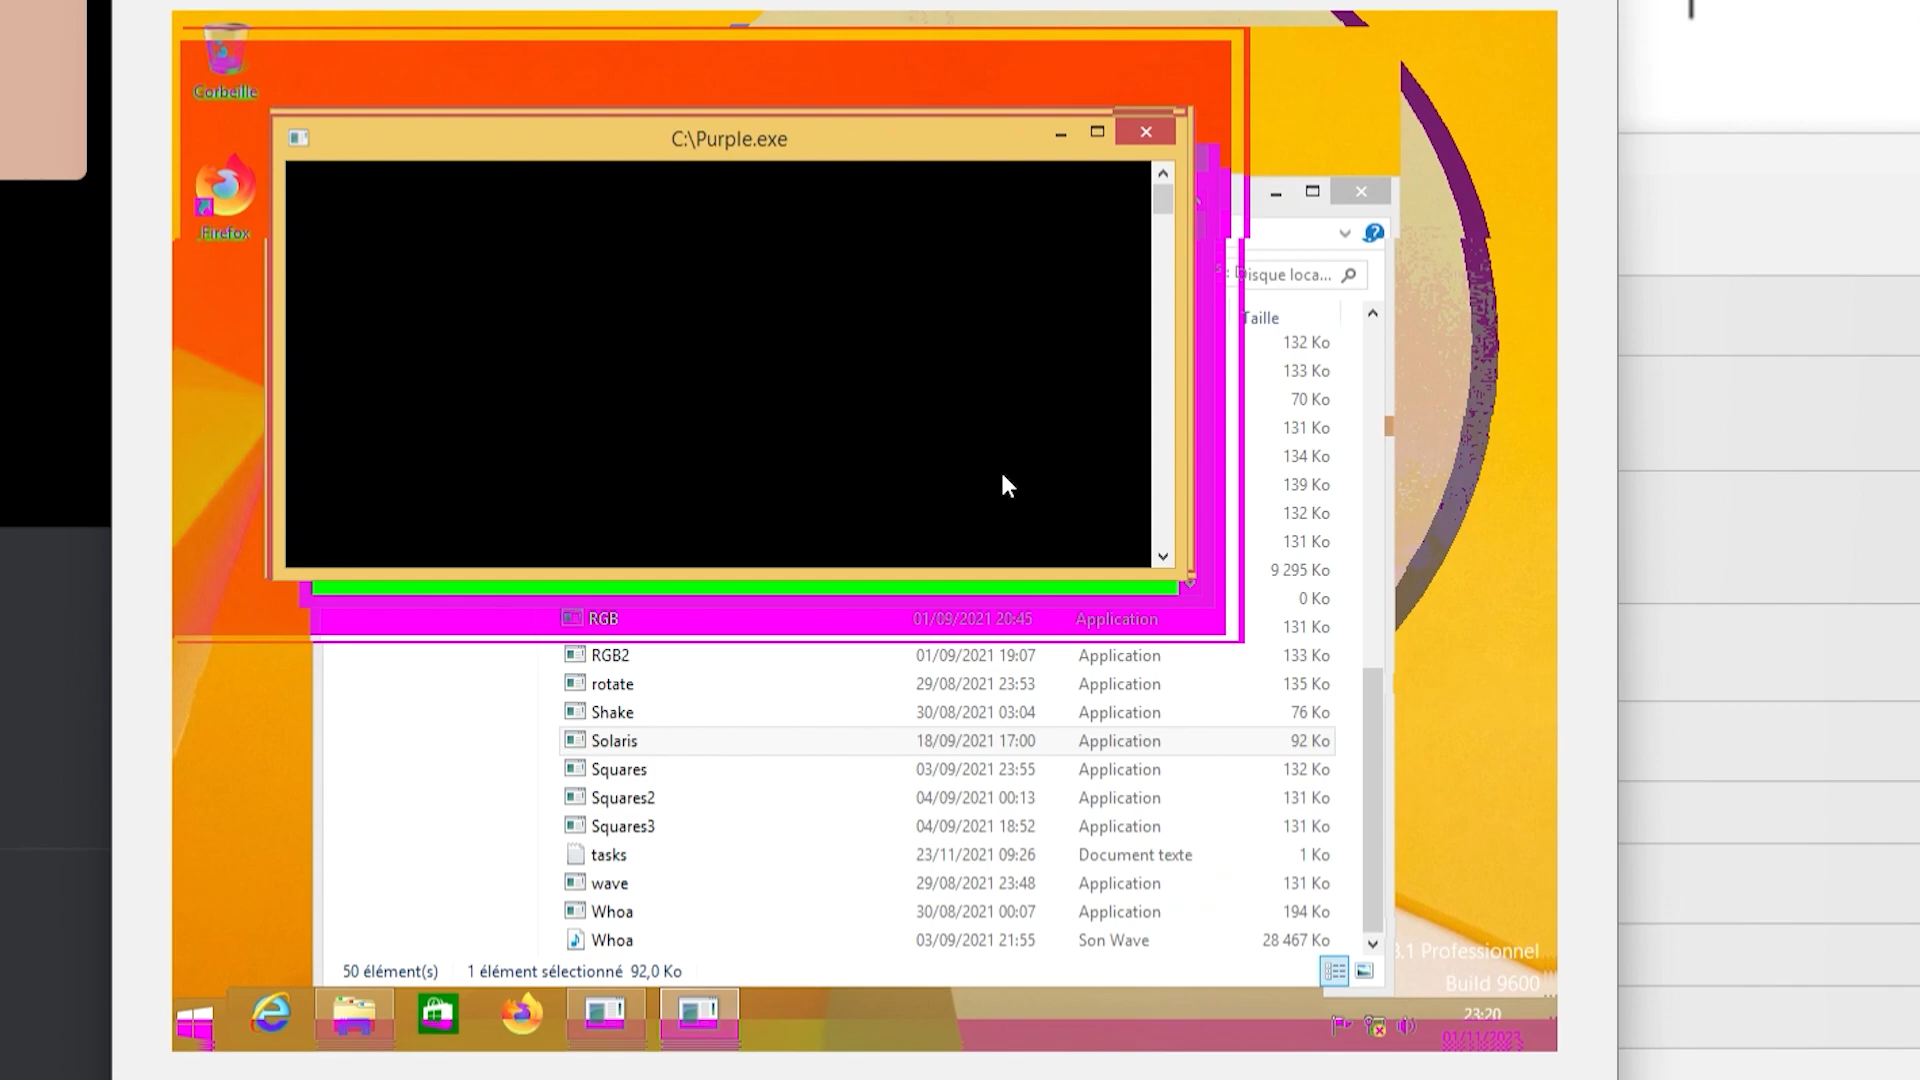 Corbeille
C:\Purple.exe
Firefox
Disque loca...
Taille
132 Ko
133 Ko
70 Ko
131 Ko
134 Ko
139 Ko
132 Ko
131 Ko
9 295 Ko
0 Ko
RGB 01/09/2021 20:45 Application 131 Ko
RGB2 01/09/2021 19:07 Application 133 Ko
rotate 29/08/2021 23:53 Application 135 Ko
Shake 30/08/2021 03:04 Application 76 Ko
Solaris 18/09/2021 17:00 Application 92 Ko
Squares 03/09/2021 23:55 Application 132 Ko
Squares2 04/09/2021 00:13 Application 131 Ko
Squares3 04/09/2021 18:52 Application 131 Ko
tasks 23/11/2021 09:26 Document texte 1 Ko
wave 29/08/2021 23:48 Application 131 Ko
Whoa 30/08/2021 00:07 Application 194 Ko
Whoa 03/09/2021 21:55 Son Wave 28 467 Ko
50 élément(s) 1 élément sélectionné 92,0 Ko
8.1 Professionnel
Build 9600
23:20
01/11/2023